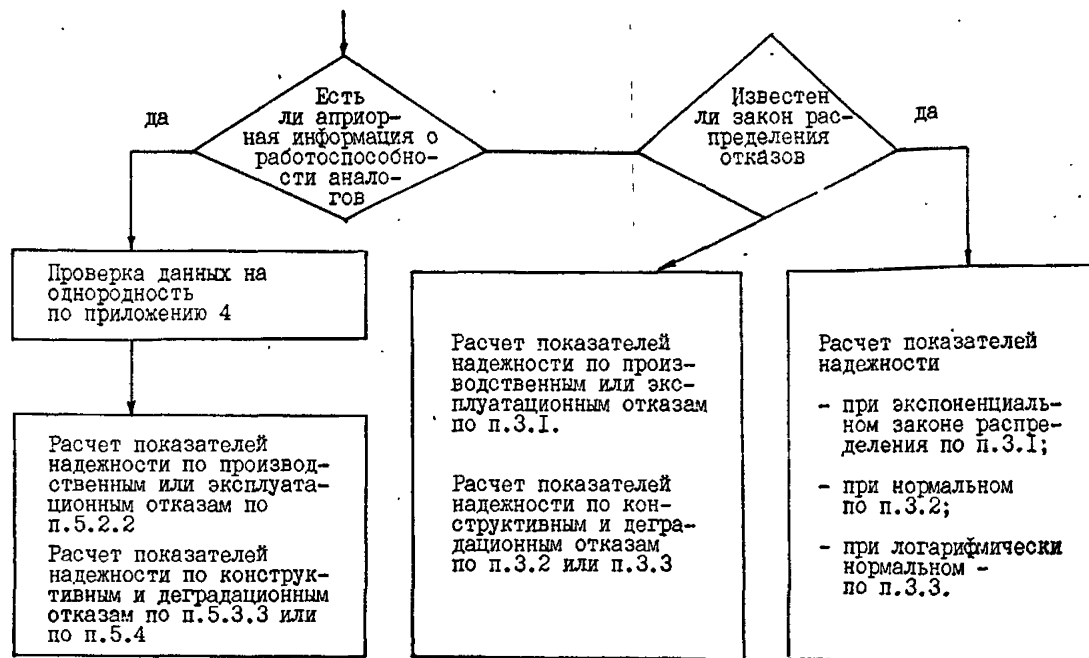 Есть
ли априор-
ная информация о
работоспособно-
сти анало-
гов
да
Известен
ли закон рас-
пределения
отказов
да
Проверка данных на
однородность
по приложению 4
Расчет показателей
надежности по производ-
ственным или эксплуата-
ционным отказам по
п.5.2.2
Расчет показателей
надежности по конструк-
тивным и деградационным
отказам по п.5.3.3 или
по п.5.4
Расчет показателей
надежности по произ-
водственным или экс-
плуатационным отказам
по п.3.I.
Расчет показателей
надежности по кон-
структивным и дегра-
дационным отказам
по п.3.2 или п.3.3
Расчет показателей
надежности
- при экспоненциаль-
ном законе распре-
деления по п.3.I;
- при нормальном
по п.3.2;
- при логарифмически
нормальном -
по п.3.3.